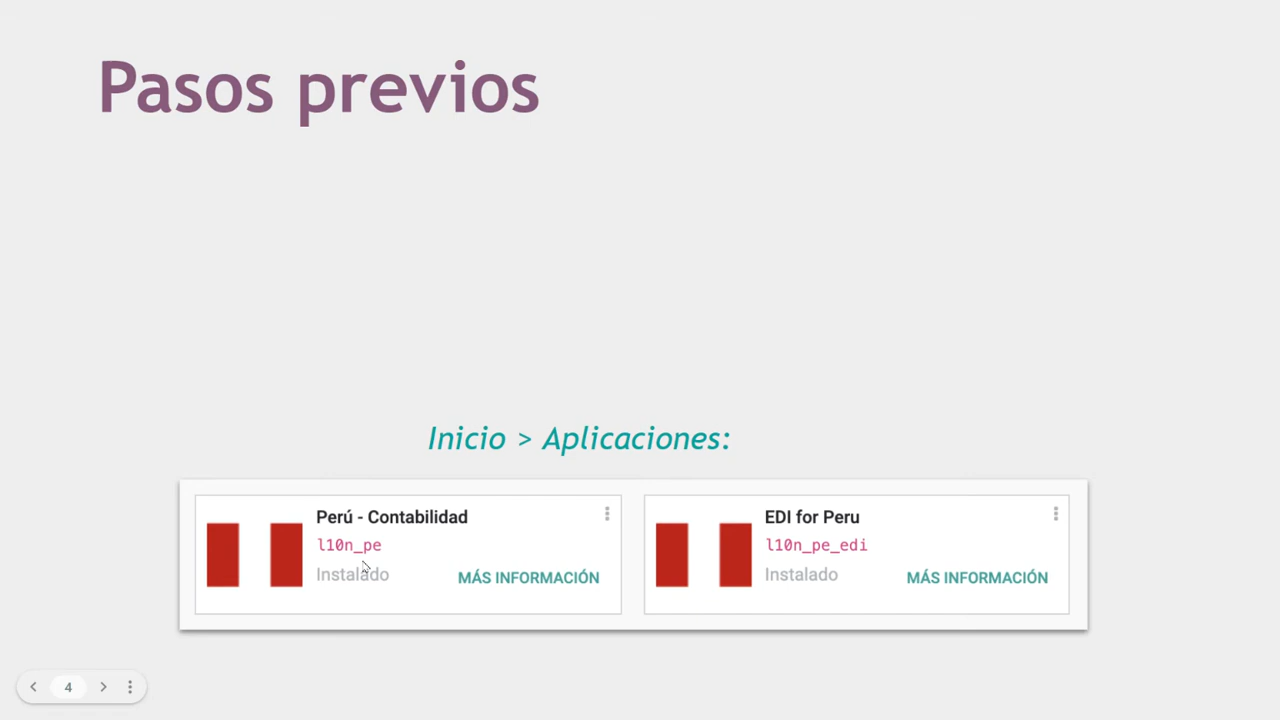 Pasos previos
Inicio > Aplicaciones:
Perú - Contabilidad
l10n_pe
Instalado
MÁS INFORMACIÓN
EDI for Peru
l10n_pe_edi
Instalado
MÁS INFORMACIÓN
4